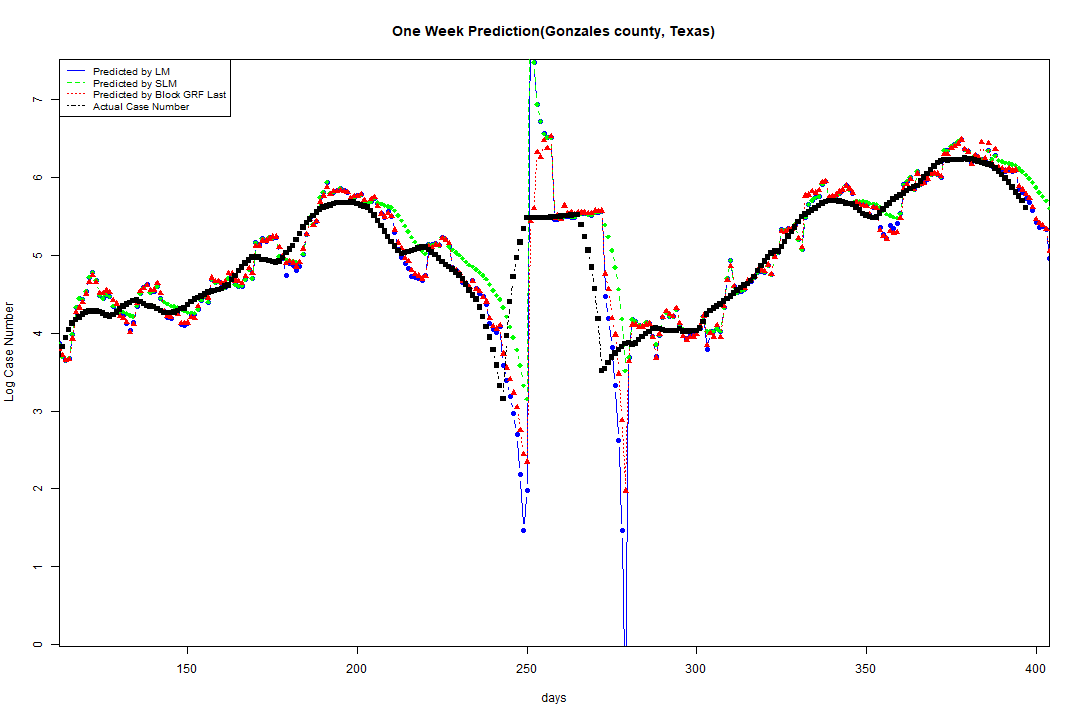 One Week Prediction(Gonzales county, Texas)
Predicted by LM
Predicted by SLM
Predicted by Block GRF Last
Actual Case Number
7
6
5
4
3
2
1
0
Log Case Number
150 200 250 300 350 400
days